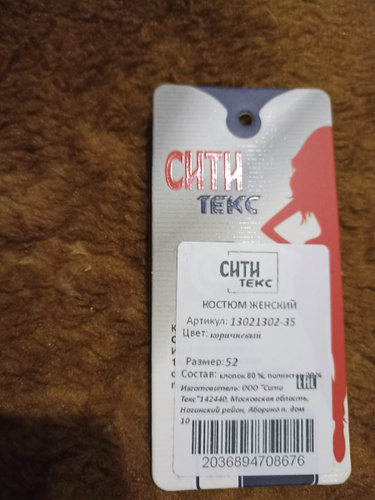 СИТИ
ТЕКС
СИТИ
ТЕКС
КОСТЮМ ЖЕНСКИЙ
Артикул: 13021302-35
Цвет: коричневый
Размер: 52
Состав: хлопок 80 %; полиэстер 20 %
EAC
Изготовитель: ООО "Сити
Текс"142440, Московская область,
Ногинский район, Аборино п. дом
10
2036894708676